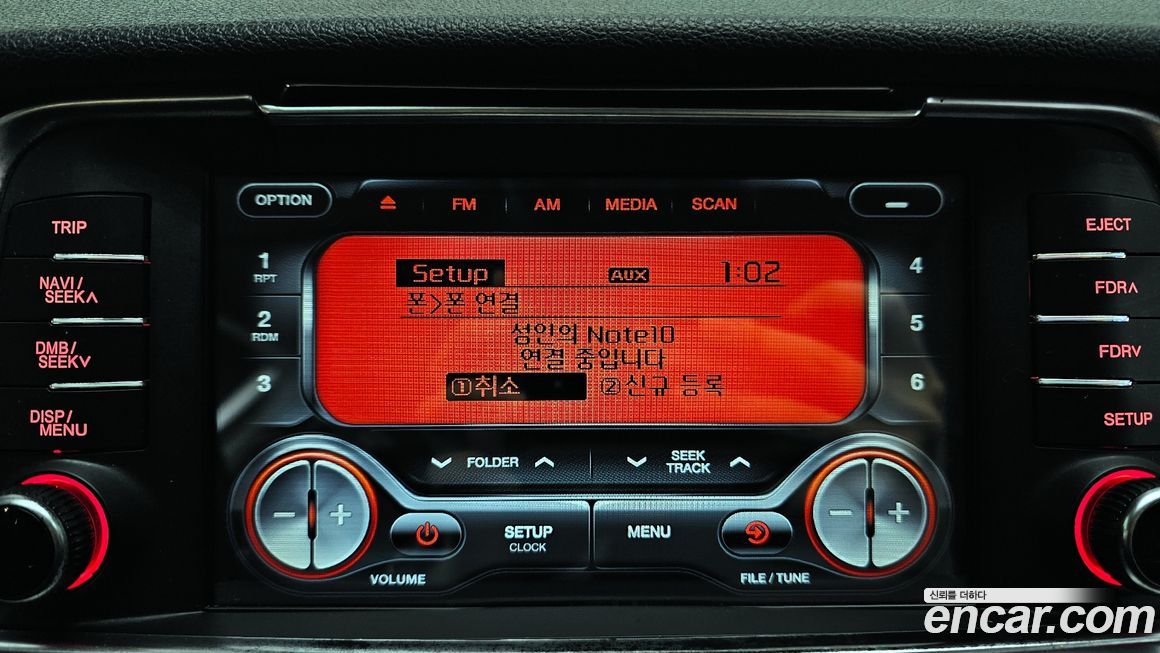 TRIP
NAVI/
SEEK∧
DMB/
SEEK∨
DISP/
MENU
OPTION
FM AM MEDIA SCAN
1
RPT
2
RDM
3
Setup AUX 1:02
폰>폰 연결
성인의 Note10
연결 중입니다
①취소 ②신규 등록
4
5
6
EJECT
FDR∧
FDR∨
SETUP
FOLDER
SEEK
TRACK
− +
SETUP
CLOCK
MENU
− +
VOLUME
FILE / TUNE
신뢰를 더하다
encar.com